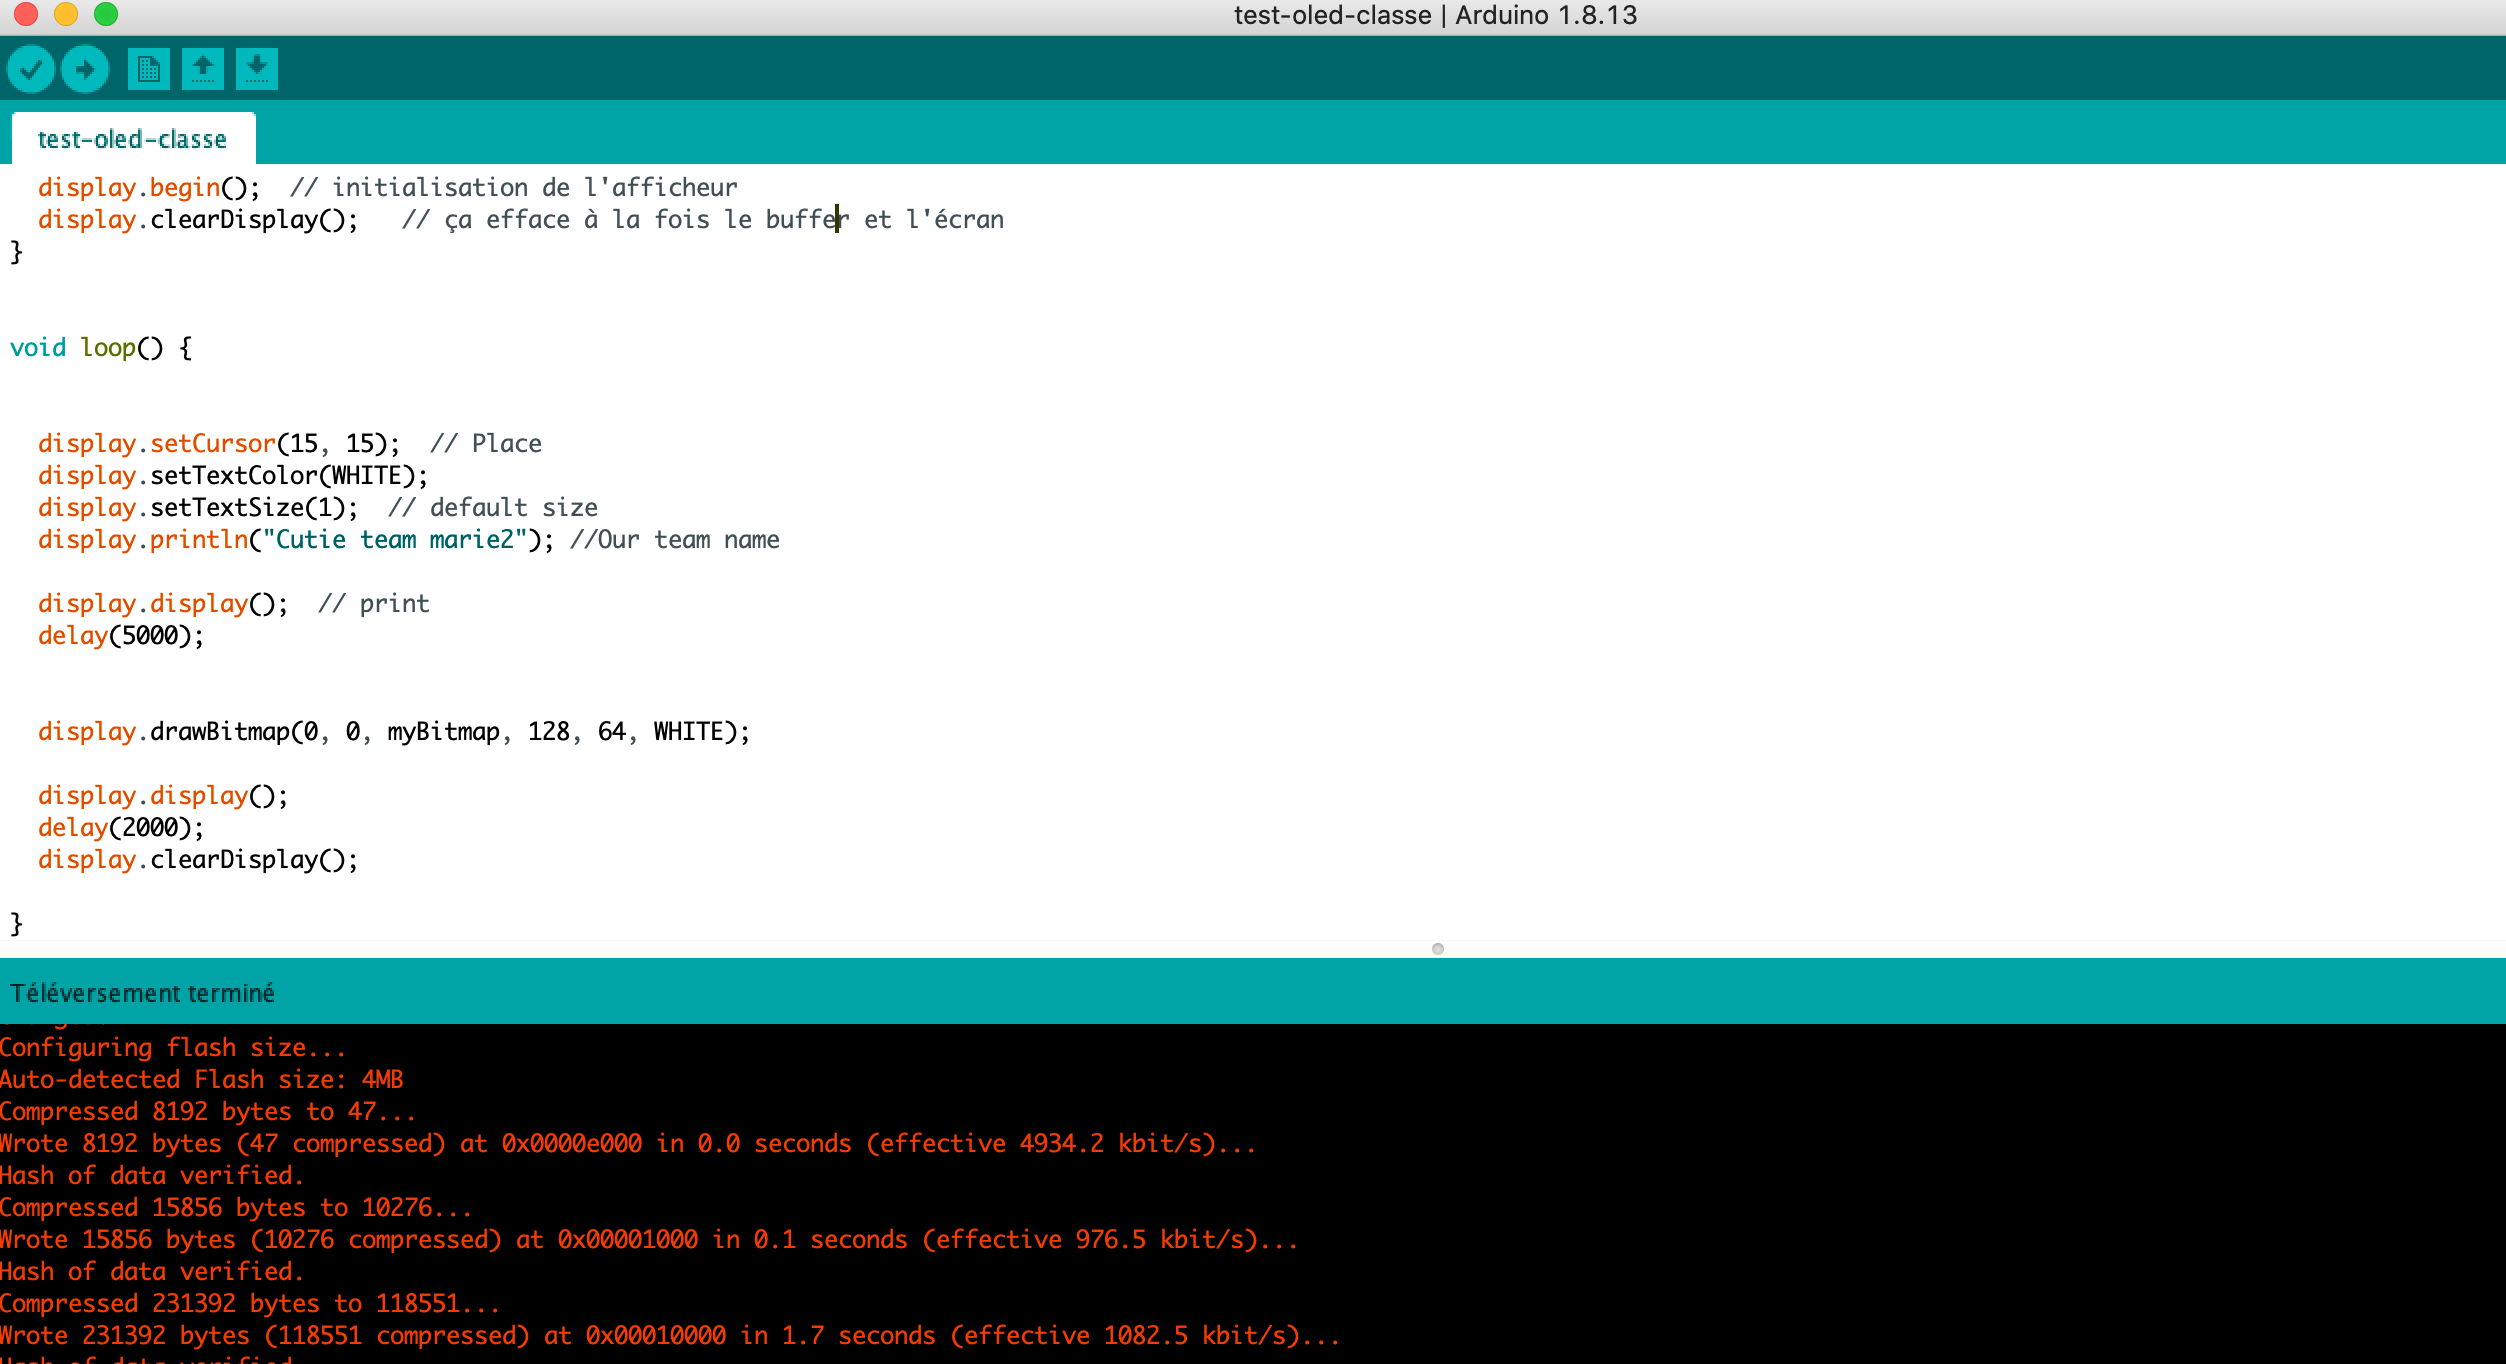 test-oled-classe | Arduino 1.8.13
test-oled-classe
display.begin();  // initialisation de l'afficheur
display.clearDisplay();   // ça efface à la fois le buffer et l'écran
}
void loop() {
display.setCursor(15, 15);  // Place
display.setTextColor(WHITE);
display.setTextSize(1);  // default size
display.println("Cutie team marie2"); //Our team name
display.display();  // print
delay(5000);
display.drawBitmap(0, 0, myBitmap, 128, 64, WHITE);
display.display();
delay(2000);
display.clearDisplay();
}
Téléversement terminé
Configuring flash size...
Auto-detected Flash size: 4MB
Compressed 8192 bytes to 47...
Wrote 8192 bytes (47 compressed) at 0x0000e000 in 0.0 seconds (effective 4934.2 kbit/s)...
Hash of data verified.
Compressed 15856 bytes to 10276...
Wrote 15856 bytes (10276 compressed) at 0x00001000 in 0.1 seconds (effective 976.5 kbit/s)...
Hash of data verified.
Compressed 231392 bytes to 118551...
Wrote 231392 bytes (118551 compressed) at 0x00010000 in 1.7 seconds (effective 1082.5 kbit/s)...
Hash of data verified.